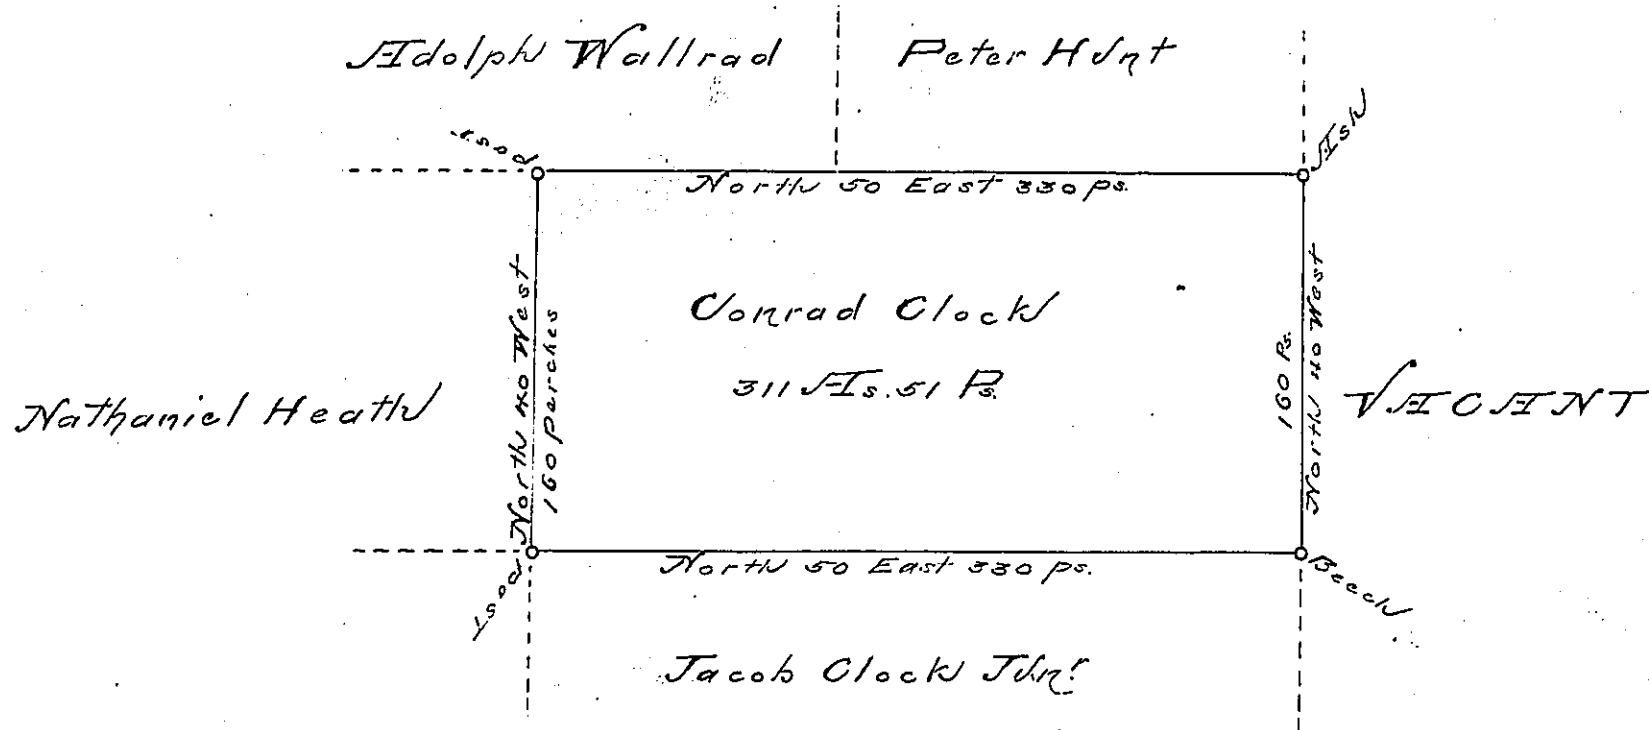 Adolph Wallrad
Peter Hunt
post
Ash
North 50 East 330 ps.
North 40 West
160 perches
Conrad Clock
311 As. 51 Ps.
160 Ps.
North 40 West
Nathaniel Heath
VACANT
post
North 50 East 330 ps.
Beech
Jacob Clock Junr